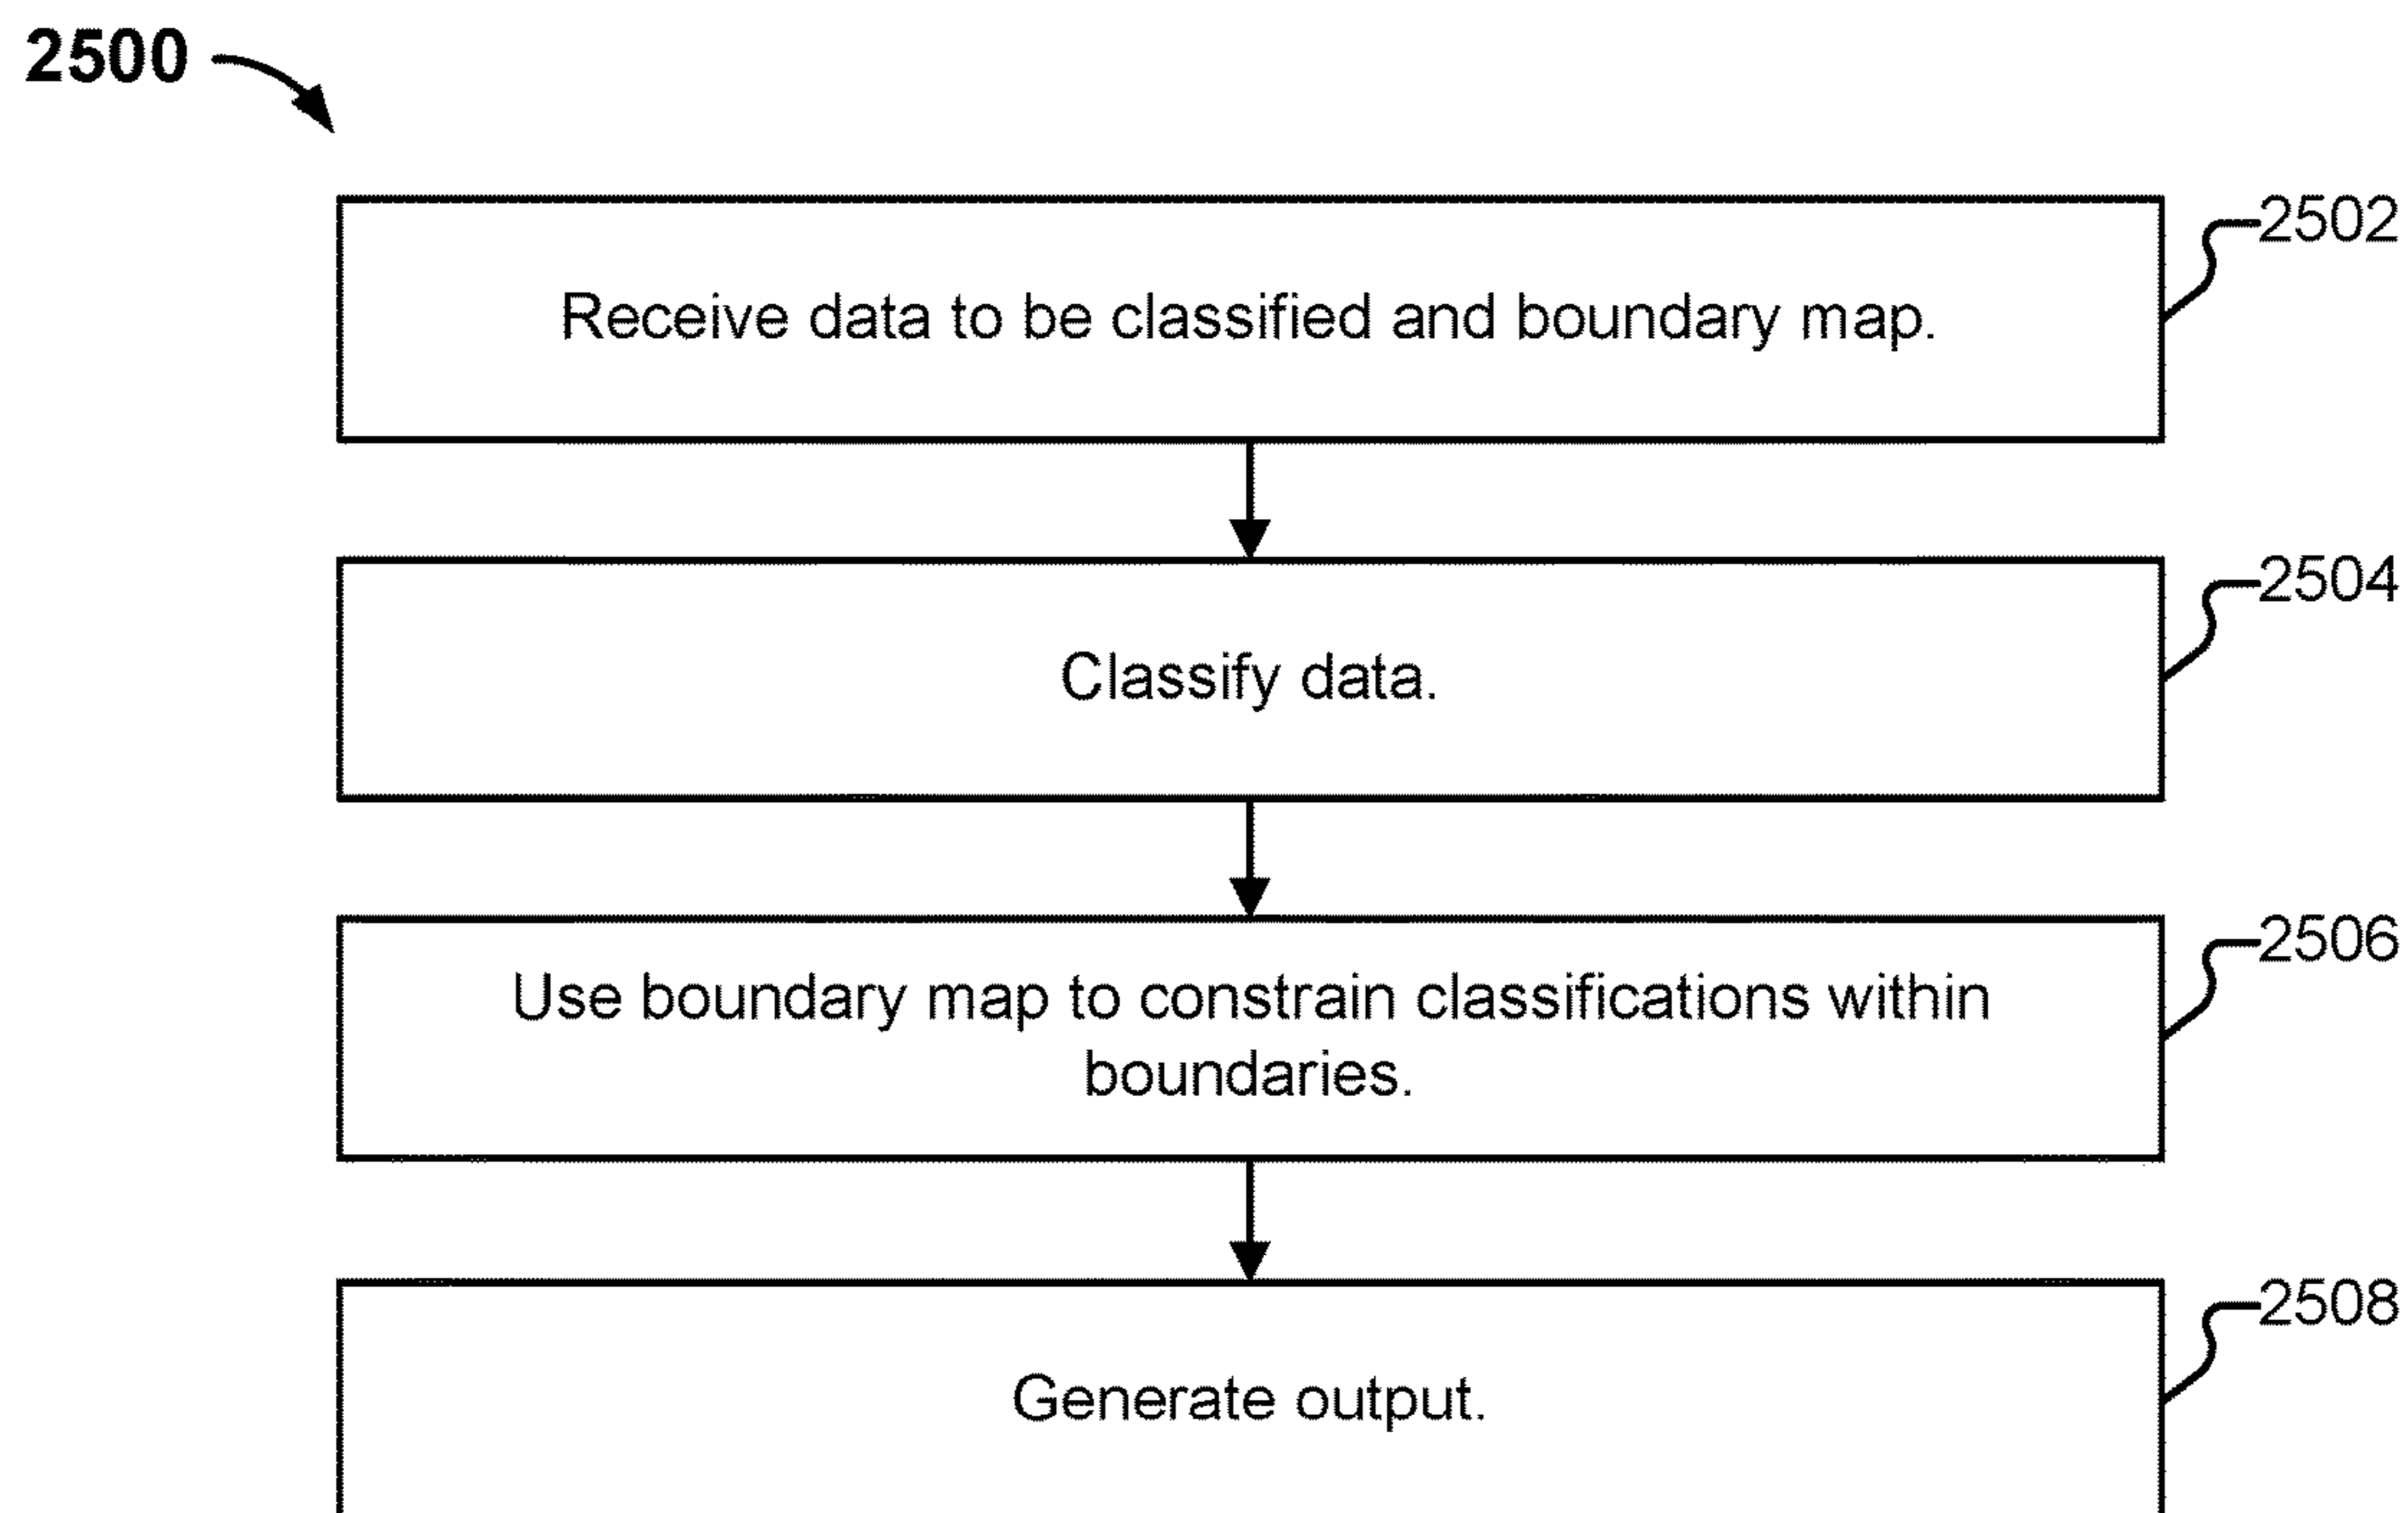 2500
2502
Receive data to be classified and boundary map.
2504
Classify data.
2506
Use boundary map to constrain classifications within
boundaries.
2508
Generate output.